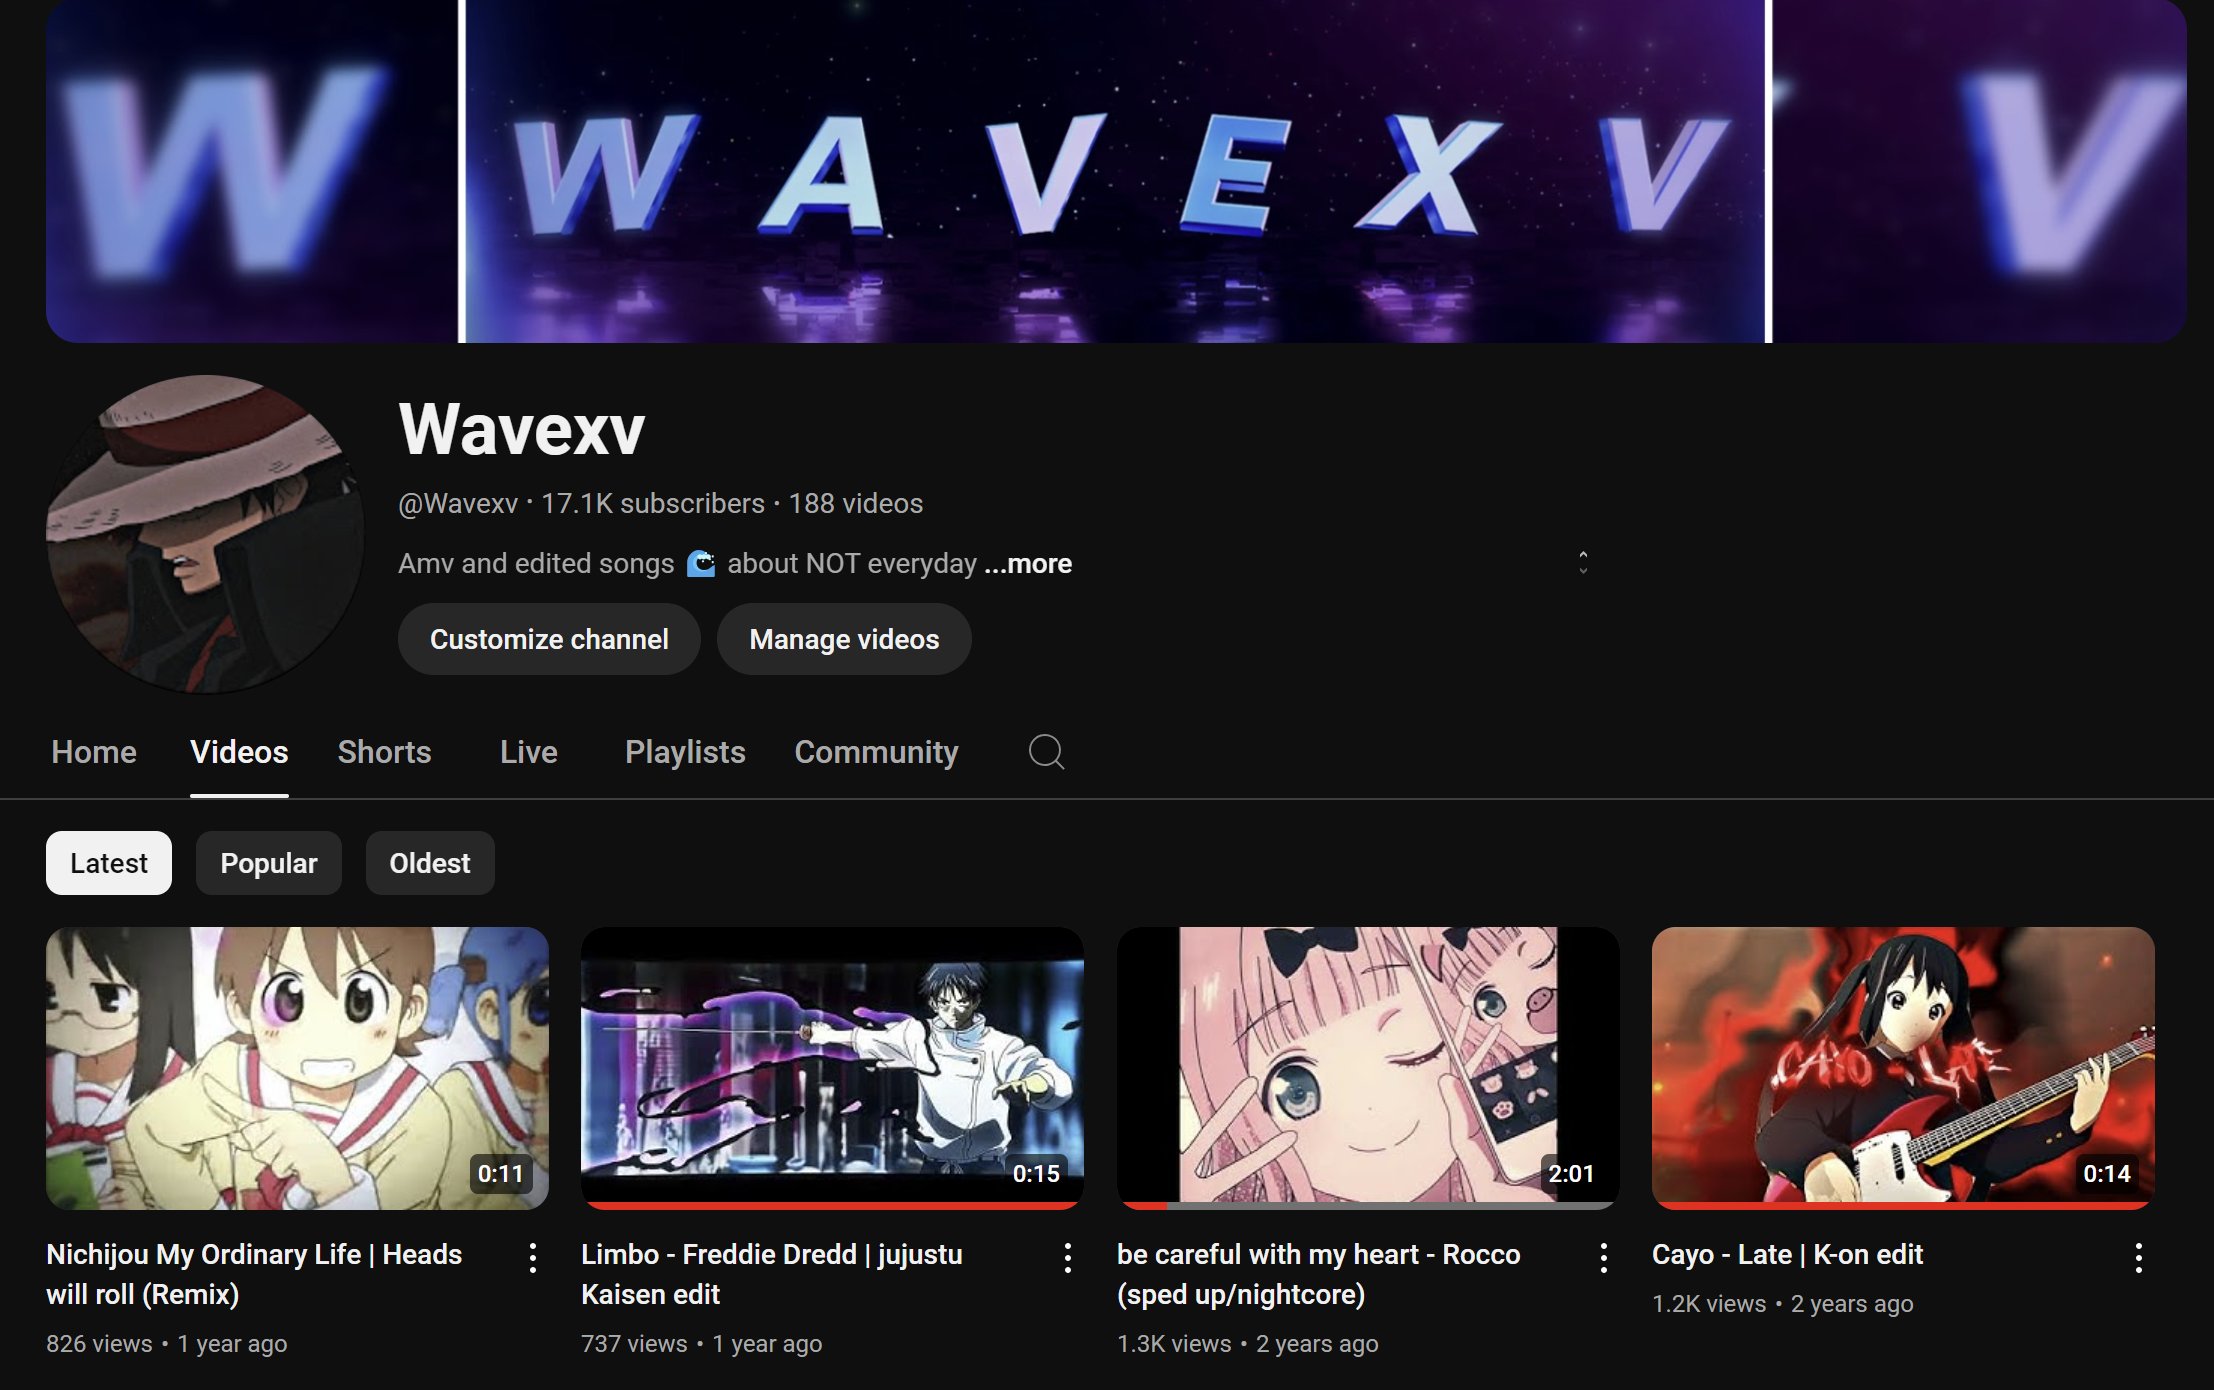 W
W A V E X V
V
Wavexv
@Wavexv · 17.1K subscribers · 188 videos
Amv and edited songs 🌊 about NOT everyday ...more
Customize channel
Manage videos
Home
Videos
Shorts
Live
Playlists
Community
Latest
Popular
Oldest
0:11
0:15
2:01
CAYO - LATE
0:14
Nichijou My Ordinary Life | Heads
will roll (Remix)
826 views • 1 year ago
Limbo - Freddie Dredd | jujustu
Kaisen edit
737 views • 1 year ago
be careful with my heart - Rocco
(sped up/nightcore)
1.3K views • 2 years ago
Cayo - Late | K-on edit
1.2K views • 2 years ago